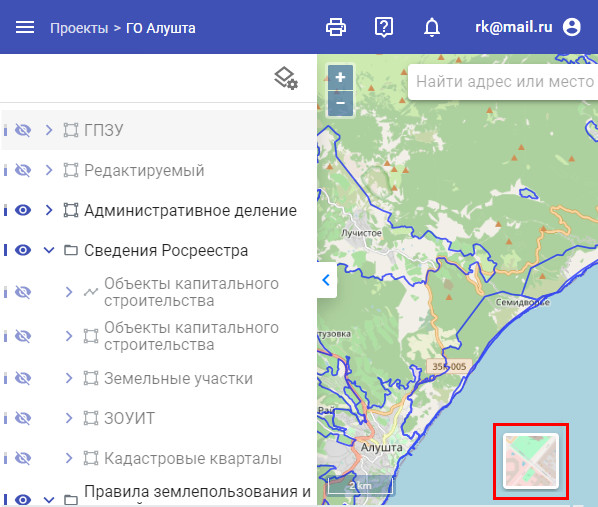 Проекты > ГО Алушта
rk@mail.ru
Найти адрес или место
ГПЗУ
Редактируемый
Административное деление
Сведения Росреестра
Объекты капитального
строительства
Объекты капитального
строительства
Земельные участки
ЗОУИТ
Кадастровые кварталы
Правила землепользования и
+
−
Лучистое
Семидворье
35К-005
Алушта
2 km